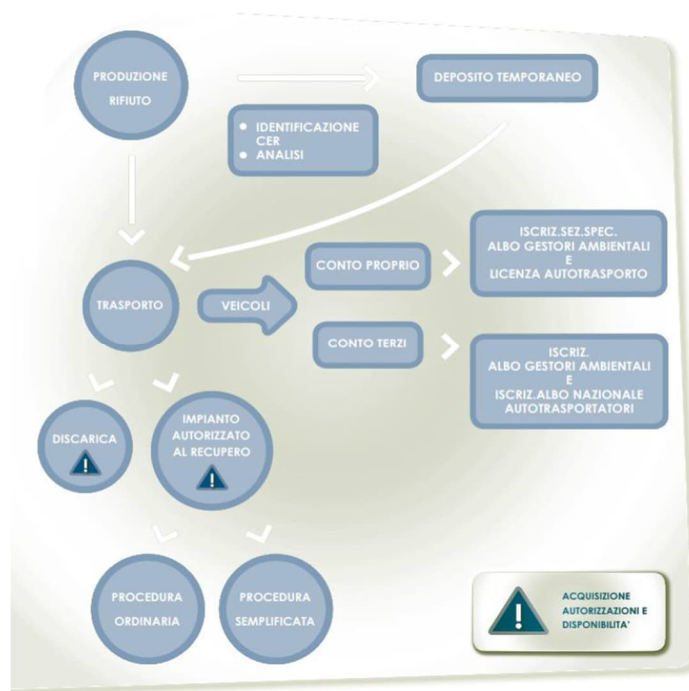 PRODUZIONE
RIFIUTO
DEPOSITO TEMPORANEO
● IDENTIFICAZIONE
CER
● ANALISI
TRASPORTO
VEICOLI
CONTO PROPRIO
ISCRIZ.SEZ.SPEC.
ALBO GESTORI AMBIENTALI
E
LICENZA AUTOTRASPORTO
CONTO TERZI
ISCRIZ.
ALBO GESTORI AMBIENTALI
E
ISCRIZ.ALBO NAZIONALE
AUTOTRASPORTATORI
DISCARICA
!
IMPIANTO
AUTORIZZATO
AL RECUPERO
!
PROCEDURA
ORDINARIA
PROCEDURA
SEMPLIFICATA
!
ACQUISIZIONE
AUTORIZZAZIONI E
DISPONIBILITA'